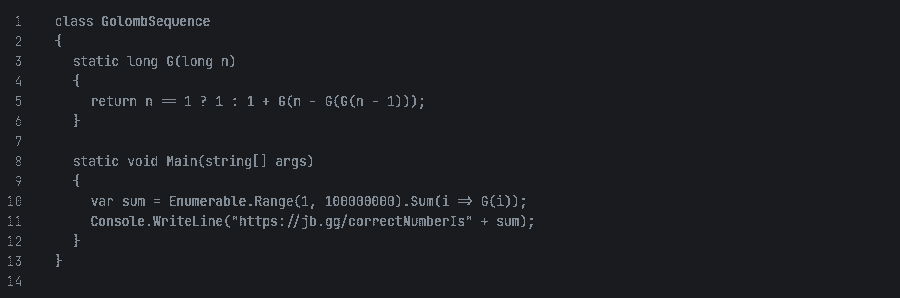 1 class GolombSequence
2 {
3 static long G(long n)
4 {
5 return n == 1 ? 1 : 1 + G(n - G(G(n - 1)));
6 }
7
8 static void Main(string[] args)
9 {
10 var sum = Enumerable.Range(1, 100000000).Sum(i => G(i));
11 Console.WriteLine("https://jb.gg/correctNumberIs" + sum);
12 }
13 }
14